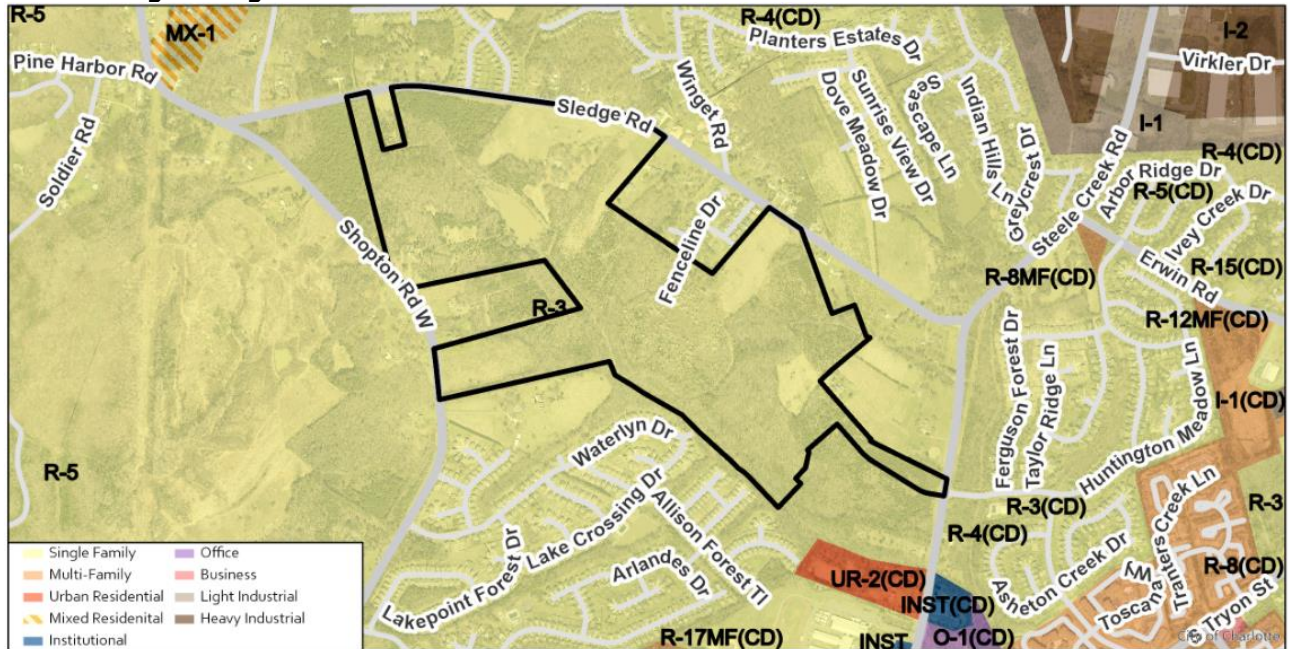 R-5
MX-1
R-4(CD)
I-2
Pine Harbor Rd
Planters Estates Dr
Virkler Dr
Soldier Rd
Sledge Rd
Winget Rd
Dove Meadow Dr
Sunrise View Dr
Seascape Ln
Indian Hills Ln
Greycrest Dr
Steele Creek Rd
I-1
R-4(CD)
Arbor Ridge Dr
R-5(CD)
Ivey Creek Dr
Shopton Rd W
Fenceline Dr
R-8MF(CD)
Erwin Rd
R-15(CD)
R-3
R-12MF(CD)
Ferguson Forest Dr
Taylor Ridge Ln
Huntington Meadow Ln
I-1(CD)
R-5
Waterlyn Dr
Lake Crossing Dr
Allison Forest Tl
Lakepoint Forest Dr
Arlandes Dr
R-3(CD)
R-4(CD)
Asheton Creek Dr
Tranters Creek Ln
Toscana Wy
R-3
R-8(CD)
UR-2(CD)
INST(CD)
R-17MF(CD)
INST
O-1(CD)
S Tryon St
City of Charlotte
Single Family
Multi-Family
Urban Residential
Mixed Residenital
Institutional
Office
Business
Light Industrial
Heavy Industrial